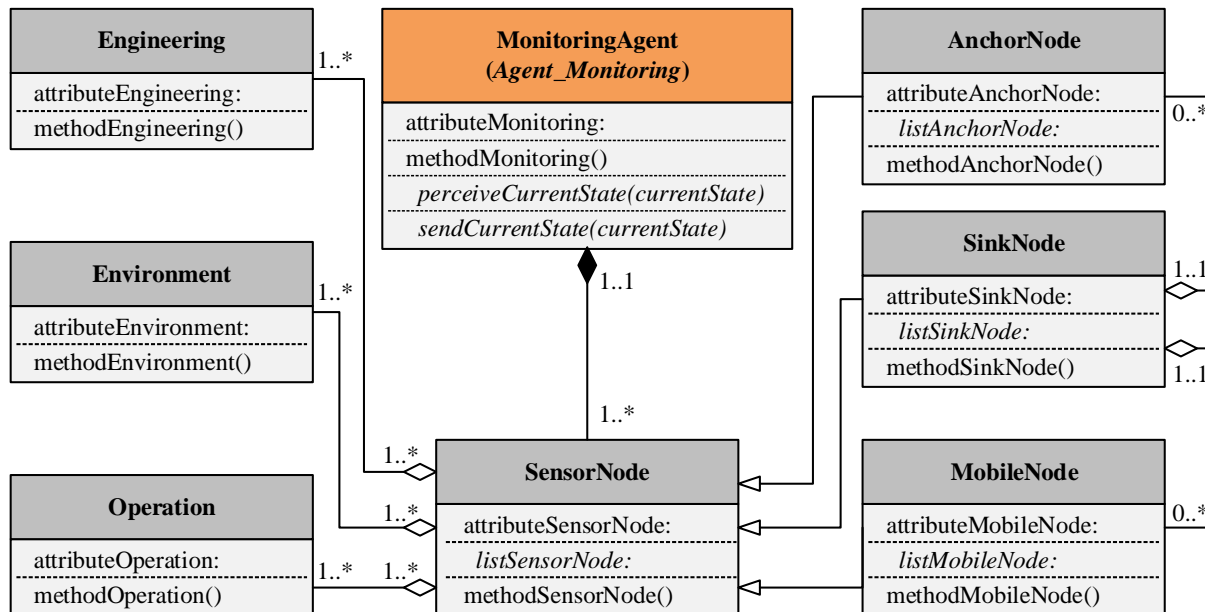 Engineering
attributeEngineering:
methodEngineering()
1..*
MonitoringAgent
(Agent_Monitoring)
attributeMonitoring:
methodMonitoring()
perceiveCurrentState(currentState)
sendCurrentState(currentState)
1..1
1..*
AnchorNode
attributeAnchorNode:
listAnchorNode:
methodAnchorNode()
0..*
Environment
attributeEnvironment:
methodEnvironment()
1..*
SinkNode
attributeSinkNode:
listSinkNode:
methodSinkNode()
1..1
1..1
Operation
attributeOperation:
methodOperation()
1..*
1..*
1..*
1..*
SensorNode
attributeSensorNode:
listSensorNode:
methodSensorNode()
MobileNode
attributeMobileNode:
listMobileNode:
methodMobileNode()
0..*